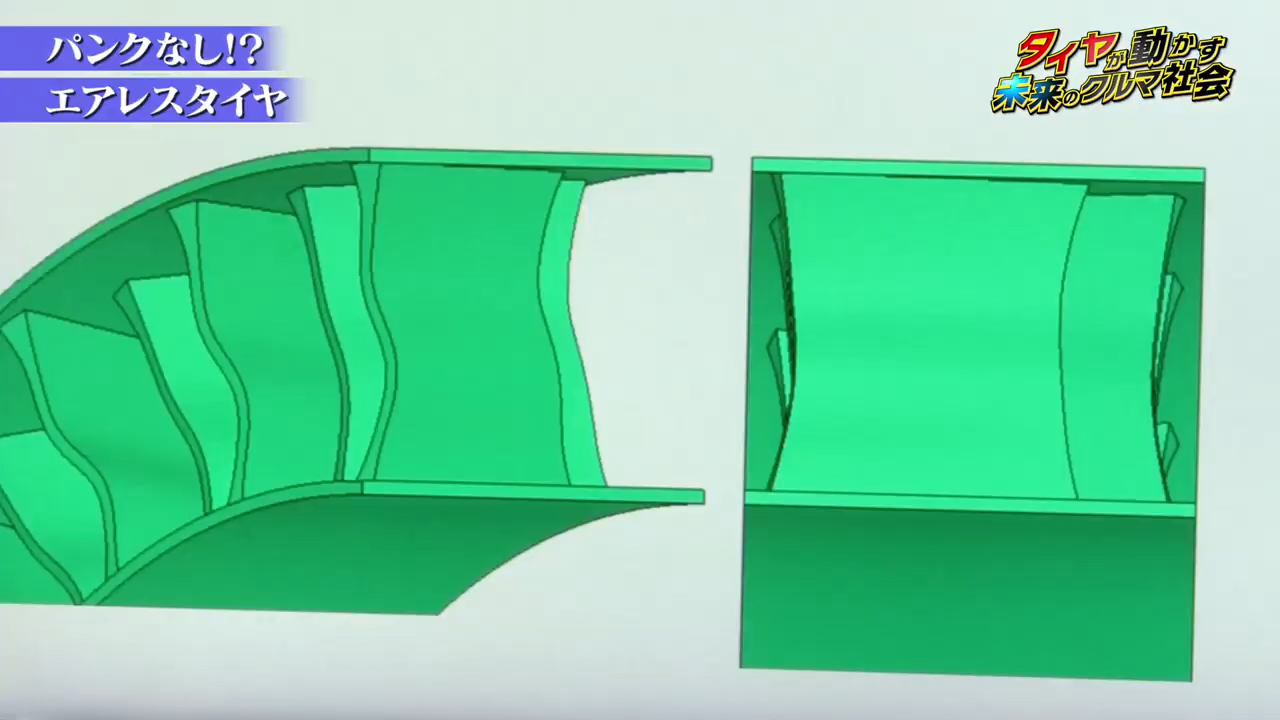 パンクなし!?
エアレスタイヤ
タイヤが動かす
未来のクルマ社会